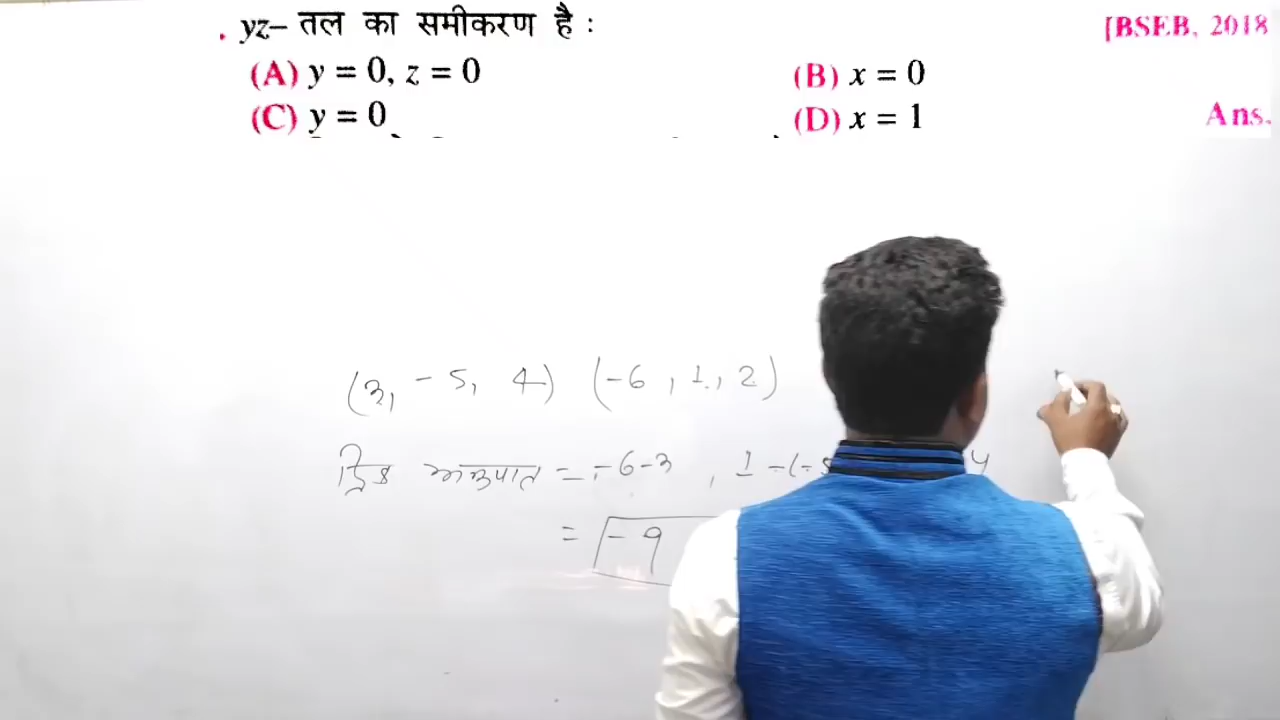 . yz– तल का समीकरण है : [BSEB, 2018
(A) y = 0, z = 0 (B) x = 0
(C) y = 0 (D) x = 1 Ans.
(3, -5, 4) (-6, 1, 2)
अनुपात = -6-3 , 1-(-5 4
= -9